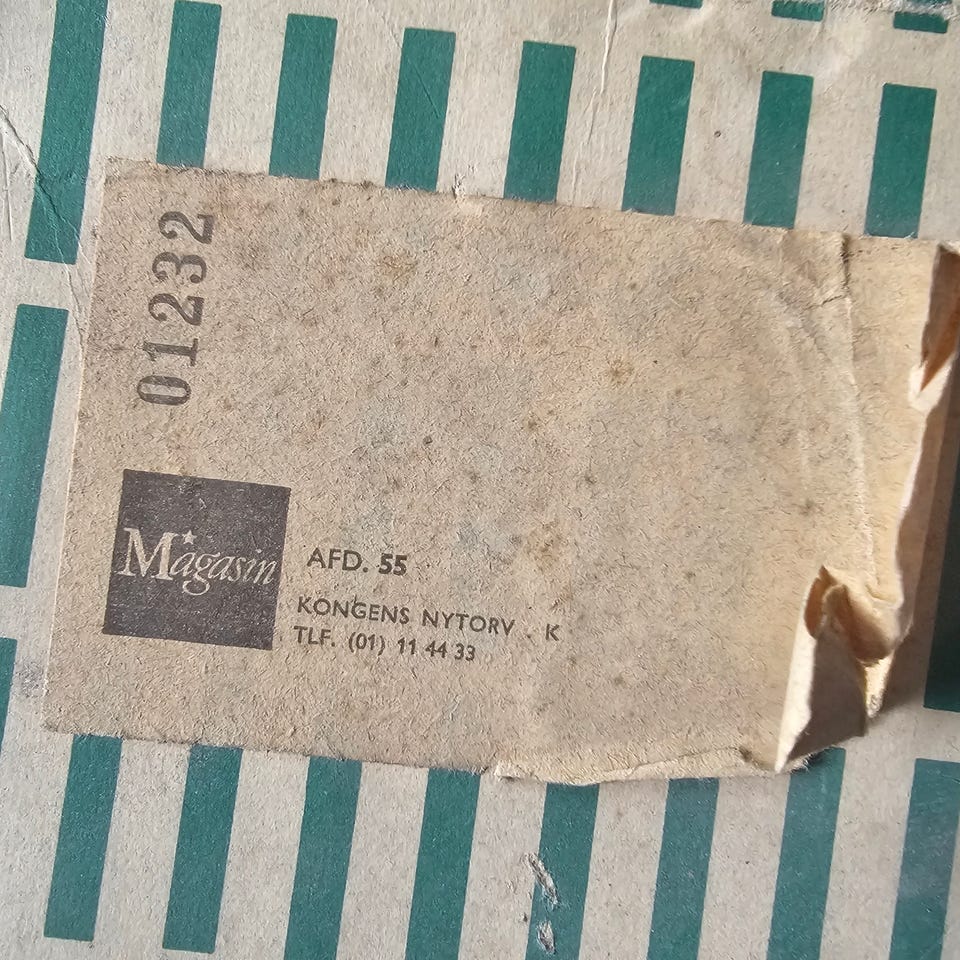 01232
Magasin
AFD. 55
KONGENS NYTORV . K
TLF. (01) 11 44 33